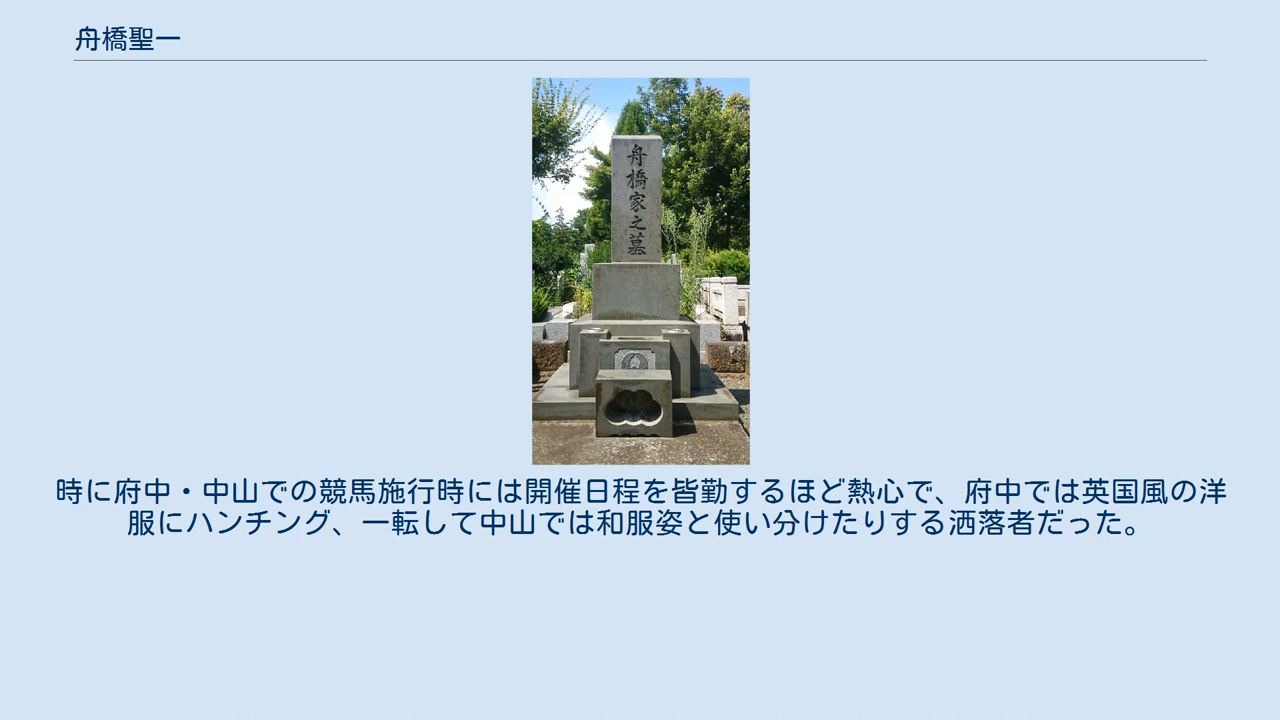 舟橋聖一
舟橋家之墓
時に府中・中山での競馬施行時には開催日程を皆勤するほど熱心で、府中では英国風の洋
服にハンチング、一転して中山では和服姿と使い分けたりする洒落者だった。